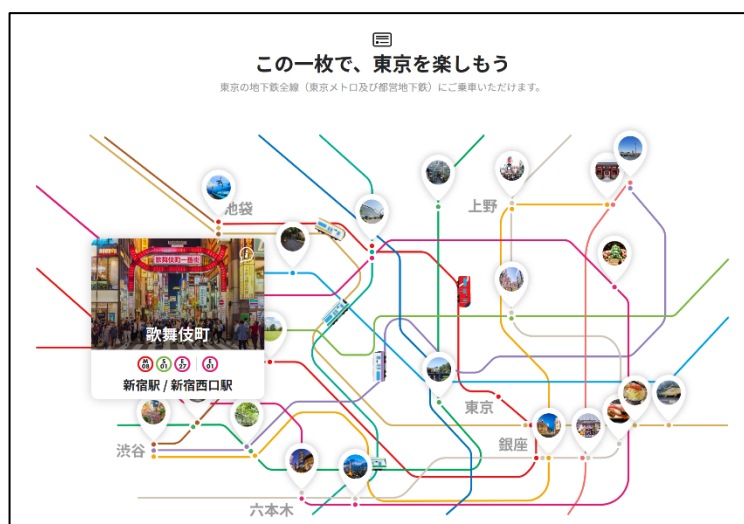 この一枚で、東京を楽しもう
東京の地下鉄全線（東京メトロ及び都営地下鉄）にご乗車いただけます。
池袋
上野
歌舞伎町一番街
歌舞伎町
M 08
S 01
E 27
E 01
新宿駅 / 新宿西口駅
東京
渋谷
銀座
六本木